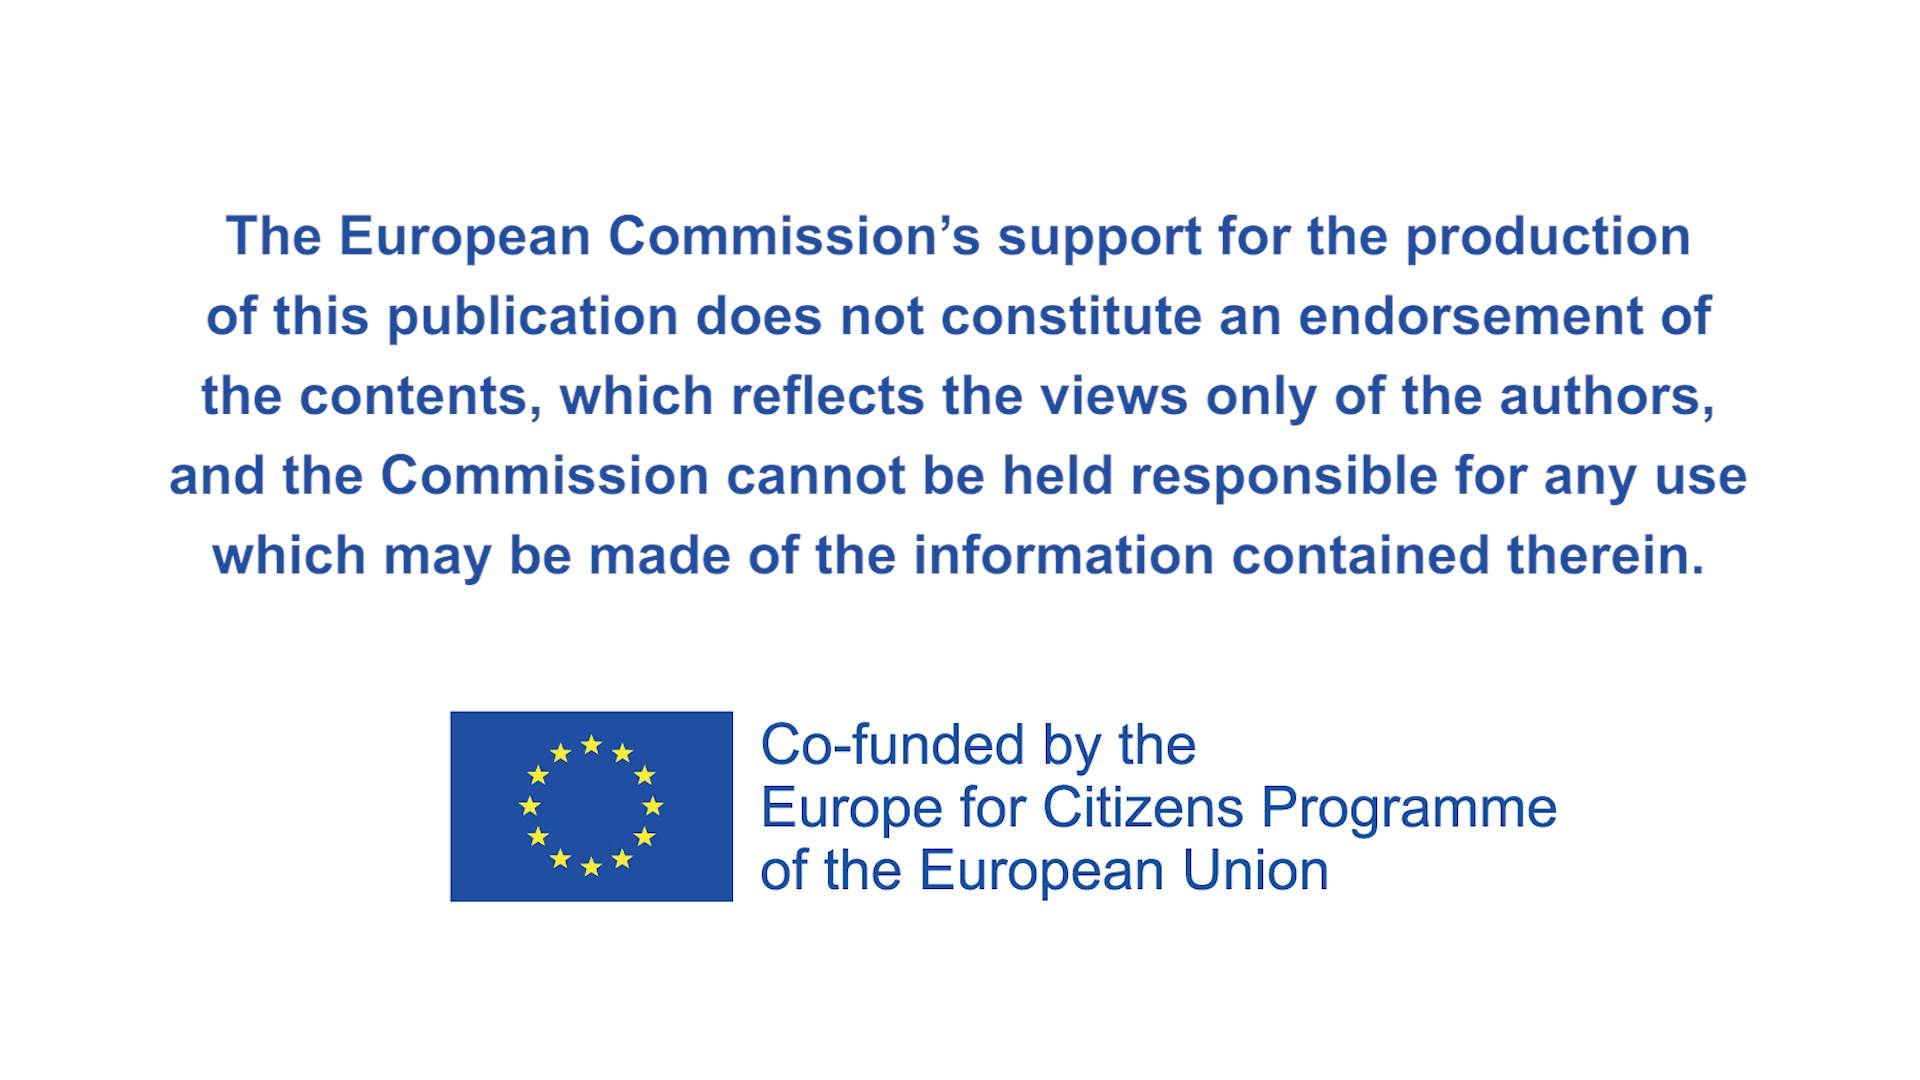 The European Commission’s support for the production
of this publication does not constitute an endorsement of
the contents, which reflects the views only of the authors,
and the Commission cannot be held responsible for any use
which may be made of the information contained therein.
Co-funded by the
Europe for Citizens Programme
of the European Union